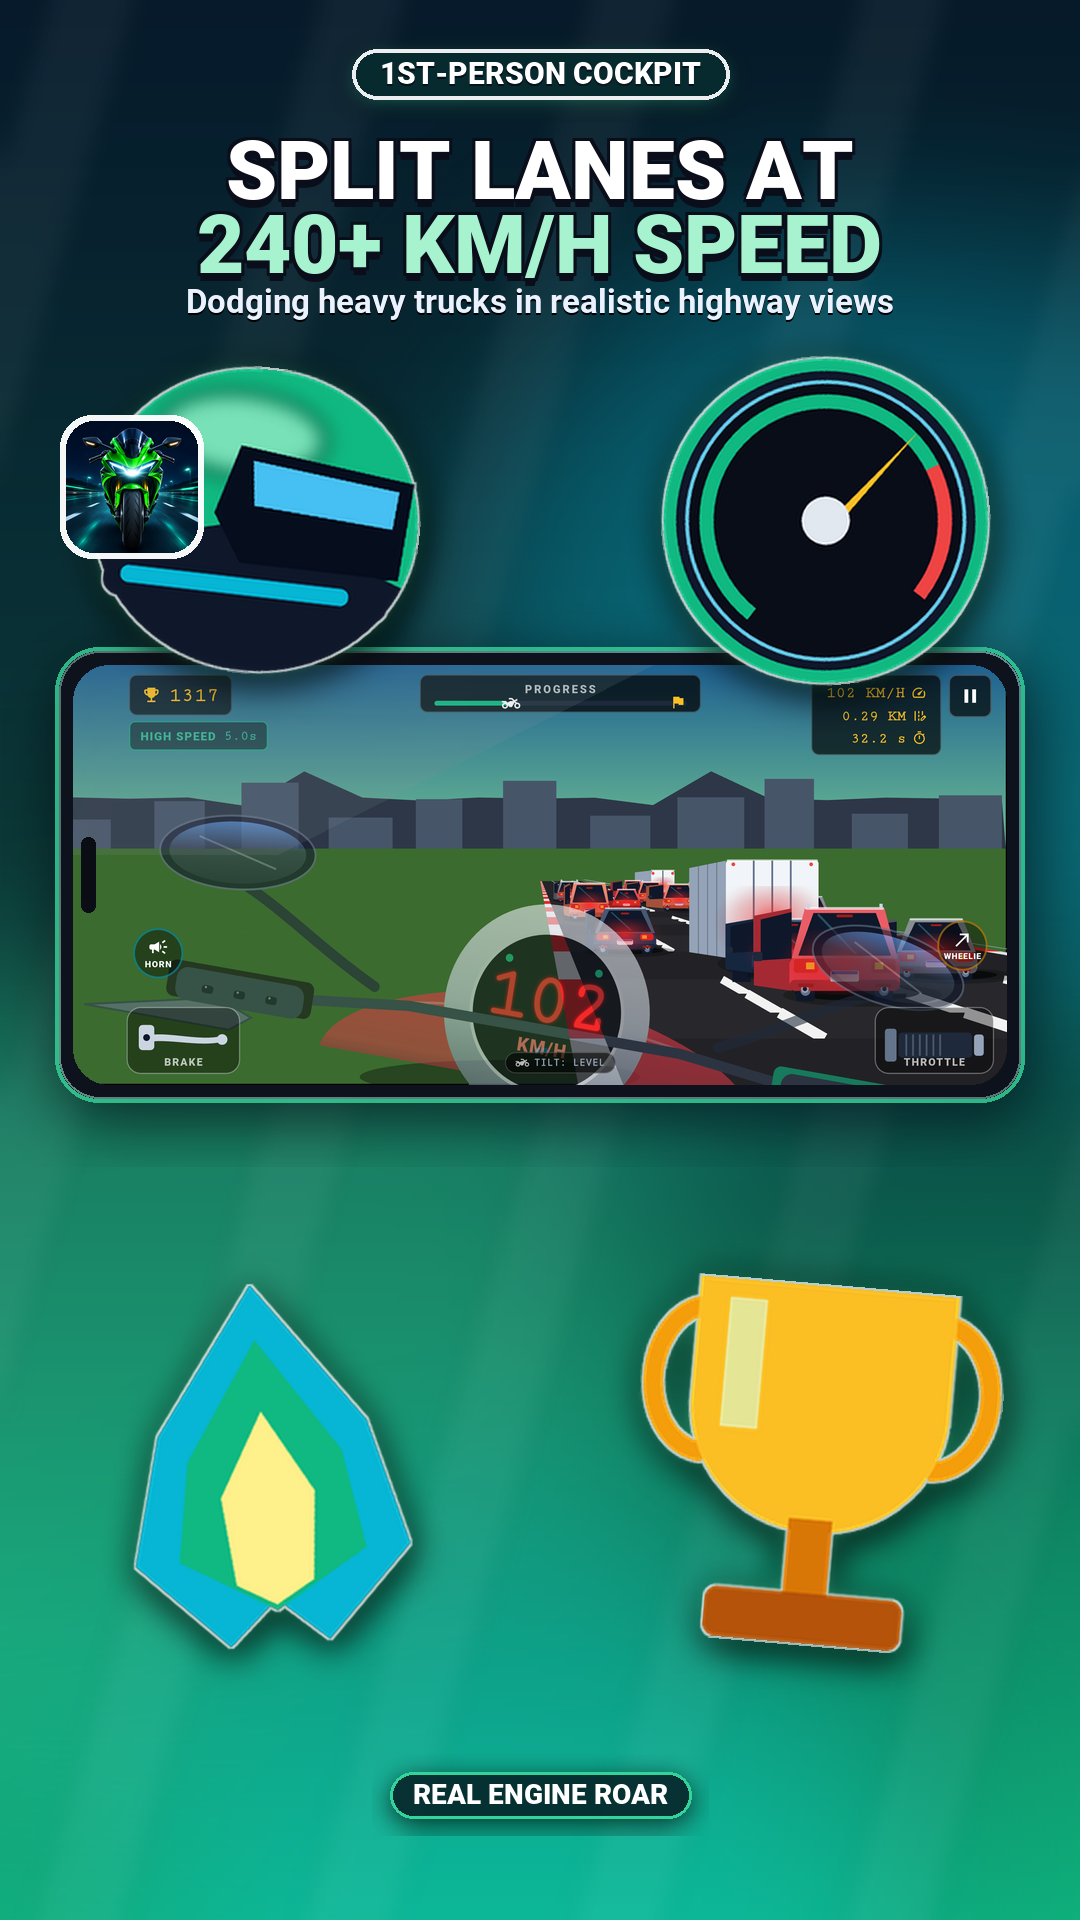 1ST-PERSON COCKPIT
SPLIT LANES AT
240+ KM/H SPEED
Dodging heavy trucks in realistic highway views
1317
PROGRESS
102 KM/H
HIGH SPEED 5.0s
0.29 KM
32.2 s
HORN
WHEELIE
102
KM/H
TILT: LEVEL
BRAKE
THROTTLE
REAL ENGINE ROAR